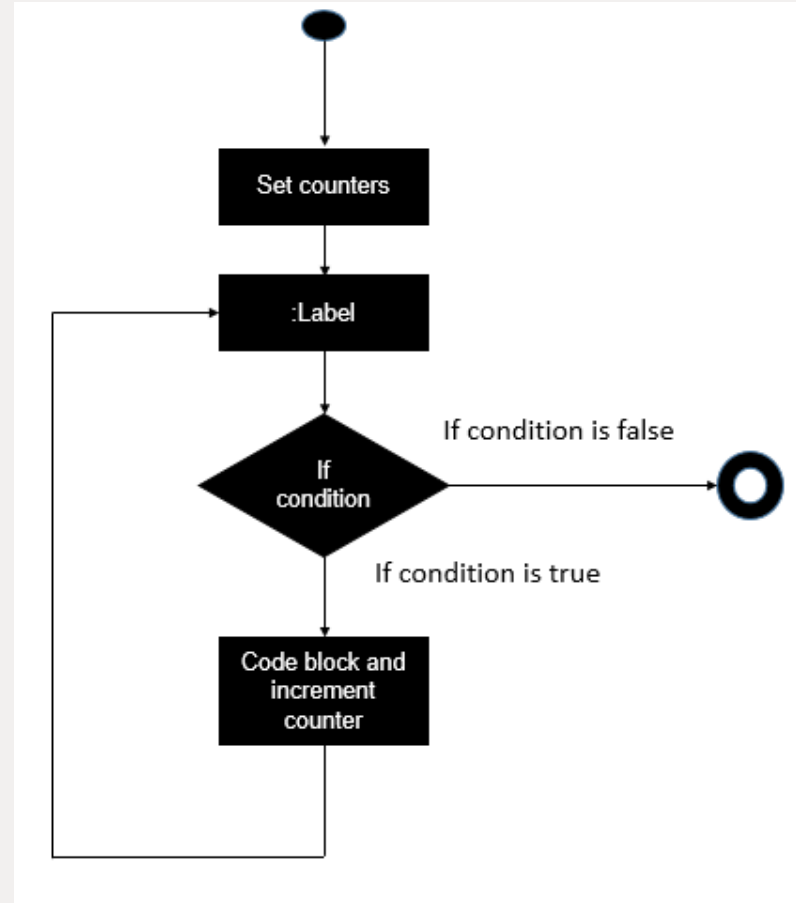 Set counters
:Label
If condition is false
If
condition
If condition is true
Code block and
increment
counter